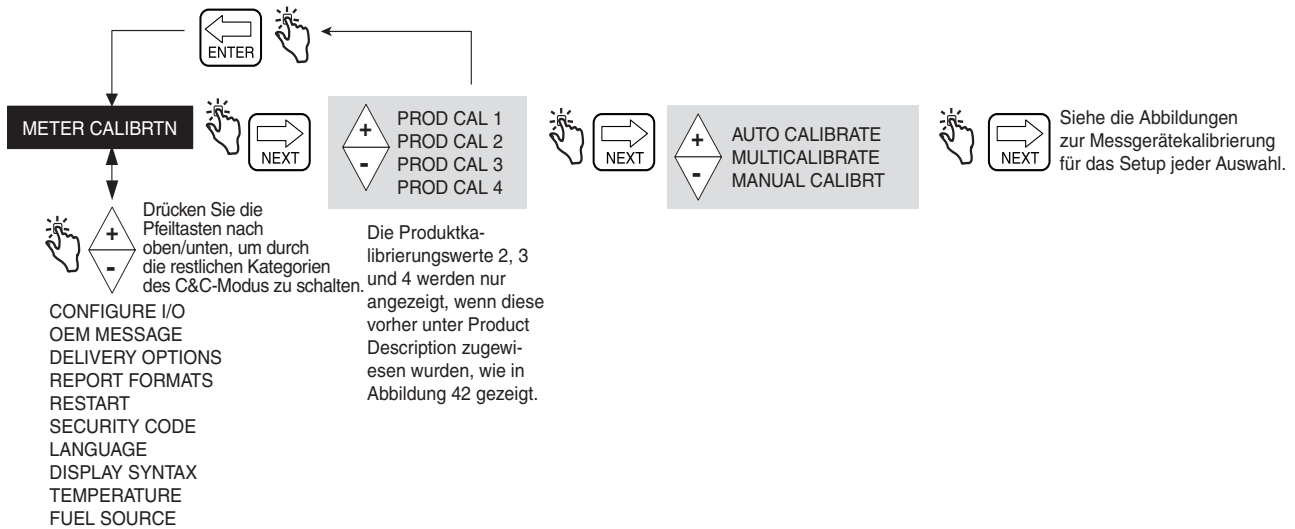 ENTER
METER CALIBRTN
NEXT
+
-
PROD CAL 1
PROD CAL 2
PROD CAL 3
PROD CAL 4
NEXT
+
-
AUTO CALIBRATE
MULTICALIBRATE
MANUAL CALIBRT
NEXT
Siehe die Abbildungen
zur Messgerätekalibrierung
für das Setup jeder Auswahl.
+
-
Drücken Sie die
Pfeiltasten nach
oben/unten, um durch
die restlichen Kategorien
des C&C-Modus zu schalten.
CONFIGURE I/O
OEM MESSAGE
DELIVERY OPTIONS
REPORT FORMATS
RESTART
SECURITY CODE
LANGUAGE
DISPLAY SYNTAX
TEMPERATURE
FUEL SOURCE
Die Produktka-
librierungswerte 2, 3
und 4 werden nur
angezeigt, wenn diese
vorher unter Product
Description zugewi-
esen wurden, wie in
Abbildung 42 gezeigt.